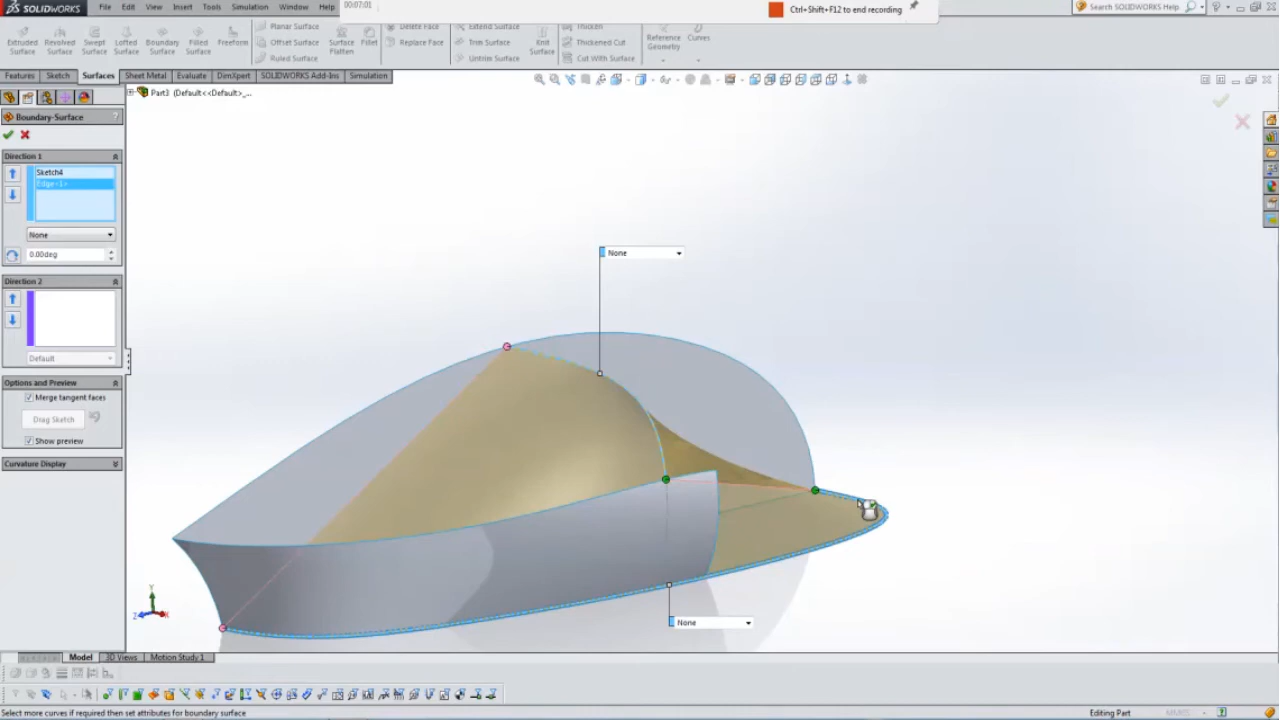 SOLIDWORKS File Edit View Insert Tools Simulation Window Help
00:07:01
Ctrl+Shift+F12 to end recording
Search SOLIDWORKS Help
Extruded Surface
Revolved Surface
Swept Surface
Lofted Surface
Boundary Surface
Filled Surface
Freeform
Planar Surface
Offset Surface
Ruled Surface
Surface Flatten
Fillet
Delete Face
Replace Face
Extend Surface
Trim Surface
Untrim Surface
Knit Surface
Thicken
Thickened Cut
Cut With Surface
Reference Geometry
Curves
Features Sketch Surfaces Sheet Metal Evaluate DimXpert SOLIDWORKS Add-Ins Simulation
Part3 (Default<<Default>_...
Boundary-Surface ?
Direction 1
Sketch4
Edge<1>
None
0.00deg
Direction 2
Default
Options and Preview
Merge tangent faces
Drag Sketch
Show preview
Curvature Display
None
None
Y
Z
X
Model 3D Views Motion Study 1
Select more curves if required then set attributes for boundary surface
Editing Part
MMKS